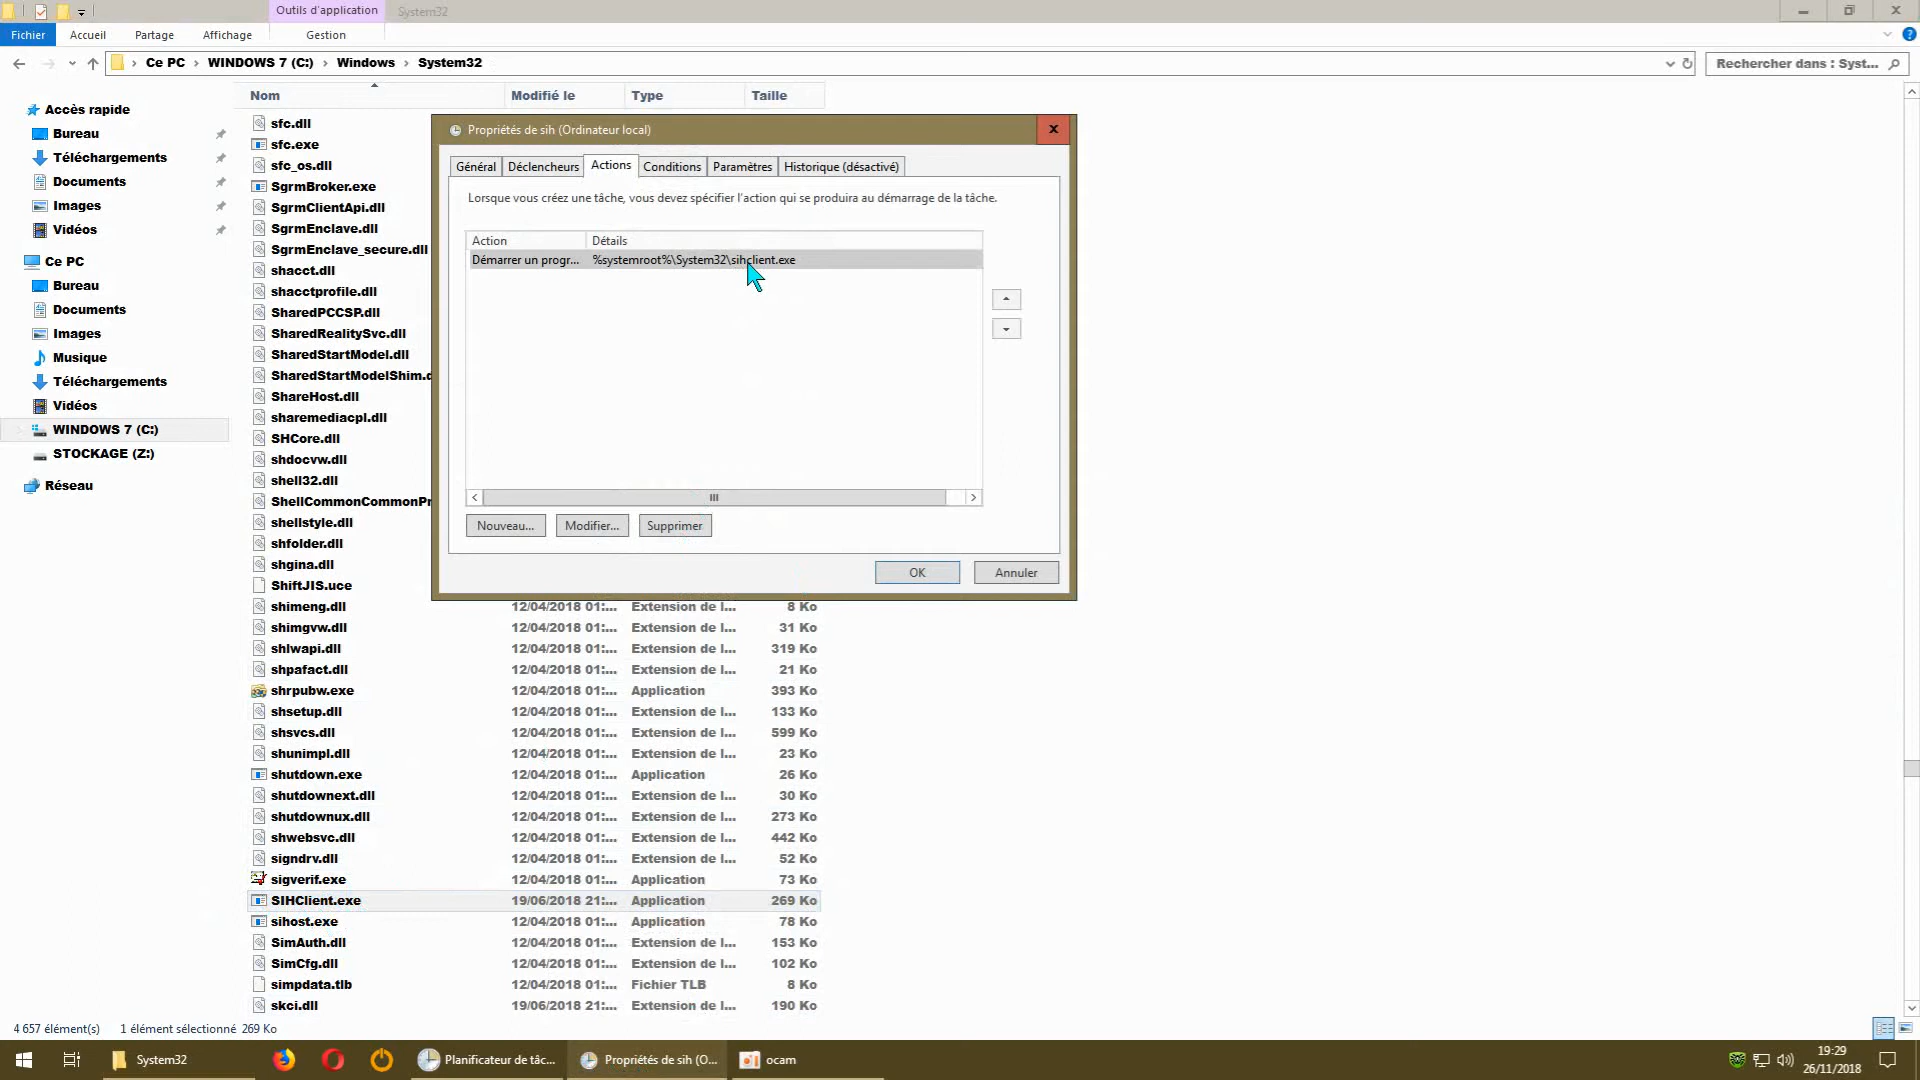 Outils d'application
System32
Fichier
Accueil
Partage
Affichage
Gestion
Ce PC
WINDOWS 7 (C:)
Windows
System32
Rechercher dans : Syst...
Accès rapide
Bureau
Téléchargements
Documents
Images
Vidéos
Ce PC
Bureau
Documents
Images
Musique
Téléchargements
Vidéos
WINDOWS 7 (C:)
STOCKAGE (Z:)
Réseau
Nom
Modifié le
Type
Taille
sfc.dll
sfc.exe
sfc_os.dll
SgrmBroker.exe
SgrmClientApi.dll
SgrmEnclave.dll
SgrmEnclave_secure.dll
shacct.dll
shacctprofile.dll
SharedPCCSP.dll
SharedRealitySvc.dll
SharedStartModel.dll
SharedStartModelShim.d
ShareHost.dll
sharemediacpl.dll
SHCore.dll
shdocvw.dll
shell32.dll
ShellCommonCommonPr
shellstyle.dll
shfolder.dll
shgina.dll
ShiftJIS.uce
shimeng.dll 12/04/2018 01:... Extension de l... 8 Ko
shimgvw.dll 12/04/2018 01:... Extension de l... 31 Ko
shlwapi.dll 12/04/2018 01:... Extension de l... 319 Ko
shpafact.dll 12/04/2018 01:... Extension de l... 21 Ko
shrpubw.exe 12/04/2018 01:... Application 393 Ko
shsetup.dll 12/04/2018 01:... Extension de l... 133 Ko
shsvcs.dll 12/04/2018 01:... Extension de l... 599 Ko
shunimpl.dll 12/04/2018 01:... Extension de l... 23 Ko
shutdown.exe 12/04/2018 01:... Application 26 Ko
shutdownext.dll 12/04/2018 01:... Extension de l... 30 Ko
shutdownux.dll 12/04/2018 01:... Extension de l... 273 Ko
shwebsvc.dll 12/04/2018 01:... Extension de l... 442 Ko
signdrv.dll 12/04/2018 01:... Extension de l... 52 Ko
sigverif.exe 12/04/2018 01:... Application 73 Ko
SIHClient.exe 19/06/2018 21:... Application 269 Ko
sihost.exe 12/04/2018 01:... Application 78 Ko
SimAuth.dll 12/04/2018 01:... Extension de l... 153 Ko
SimCfg.dll 12/04/2018 01:... Extension de l... 102 Ko
simpdata.tlb 12/04/2018 01:... Fichier TLB 8 Ko
skci.dll 19/06/2018 21:... Extension de l... 190 Ko
Propriétés de sih (Ordinateur local)
Général
Déclencheurs
Actions
Conditions
Paramètres
Historique (désactivé)
Lorsque vous créez une tâche, vous devez spécifier l'action qui se produira au démarrage de la tâche.
Action
Détails
Démarrer un progr...
%systemroot%\System32\sihclient.exe
Nouveau...
Modifier...
Supprimer
OK
Annuler
4 657 élément(s)
1 élément sélectionné 269 Ko
System32
Planificateur de tâc...
Propriétés de sih (O...
ocam
19:29
26/11/2018